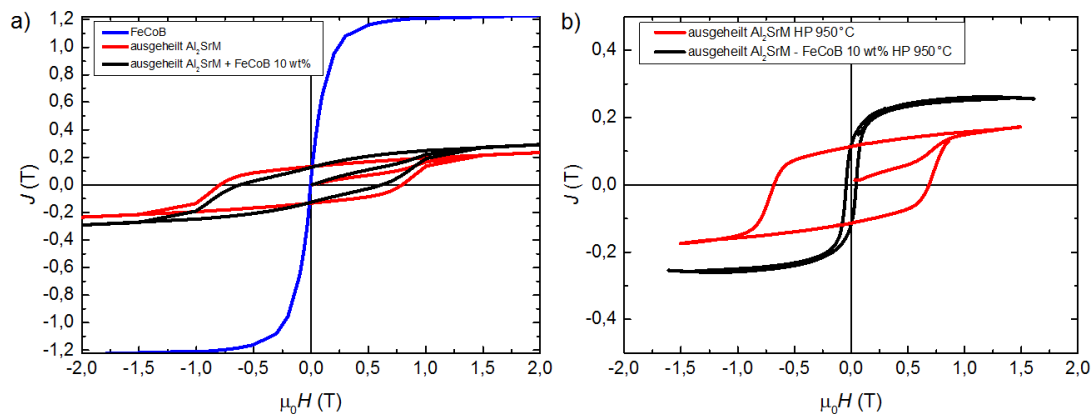 a)
FeCoB
ausgeheilt Al₂SrM
ausgeheilt Al₂SrM + FeCoB 10 wt%
J (T)
1,2
1,0
0,8
0,6
0,4
0,2
0,0
-0,2
-0,4
-0,6
-0,8
-1,0
-1,2
-2,0 -1,5 -1,0 -0,5 0,0 0,5 1,0 1,5 2,0
μ₀H (T)
b)
ausgeheilt Al₂SrM HP 950°C
ausgeheilt Al₂SrM - FeCoB 10 wt% HP 950°C
J (T)
0,4
0,2
0,0
-0,2
-0,4
-2,0 -1,5 -1,0 -0,5 0,0 0,5 1,0 1,5 2,0
μ₀H (T)